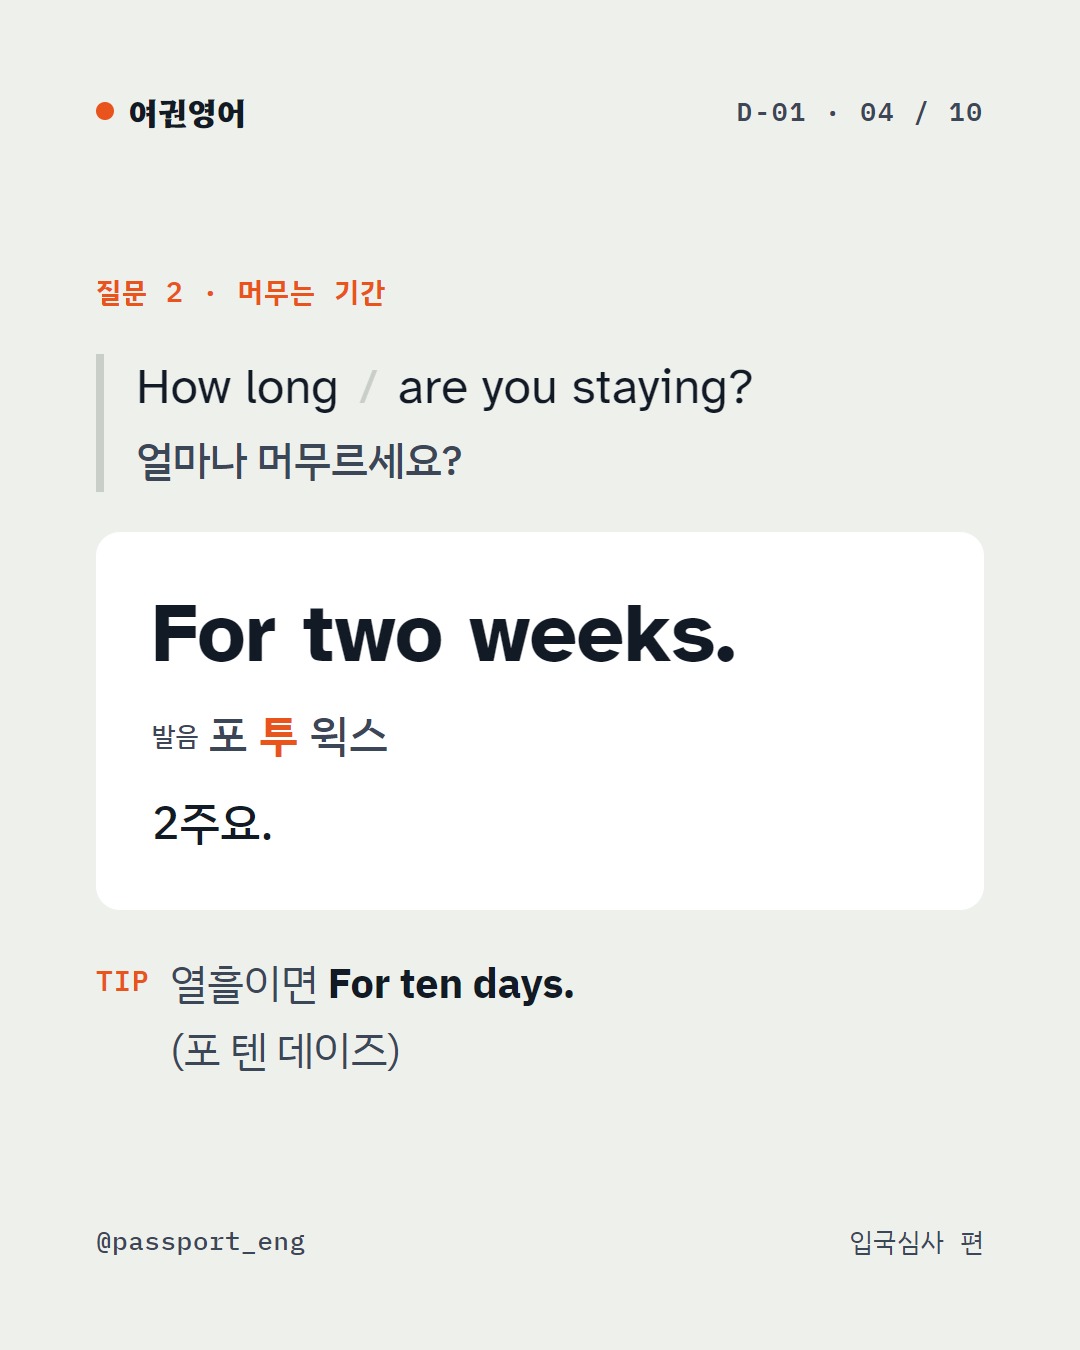 여권영어
D-01 · 04 / 10
질문 2 · 머무는 기간
How long / are you staying?
얼마나 머무르세요?
For two weeks.
발음 포 투 윅스
2주요.
TIP 열흘이면 For ten days.
(포 텐 데이즈)
@passport_eng
입국심사 편